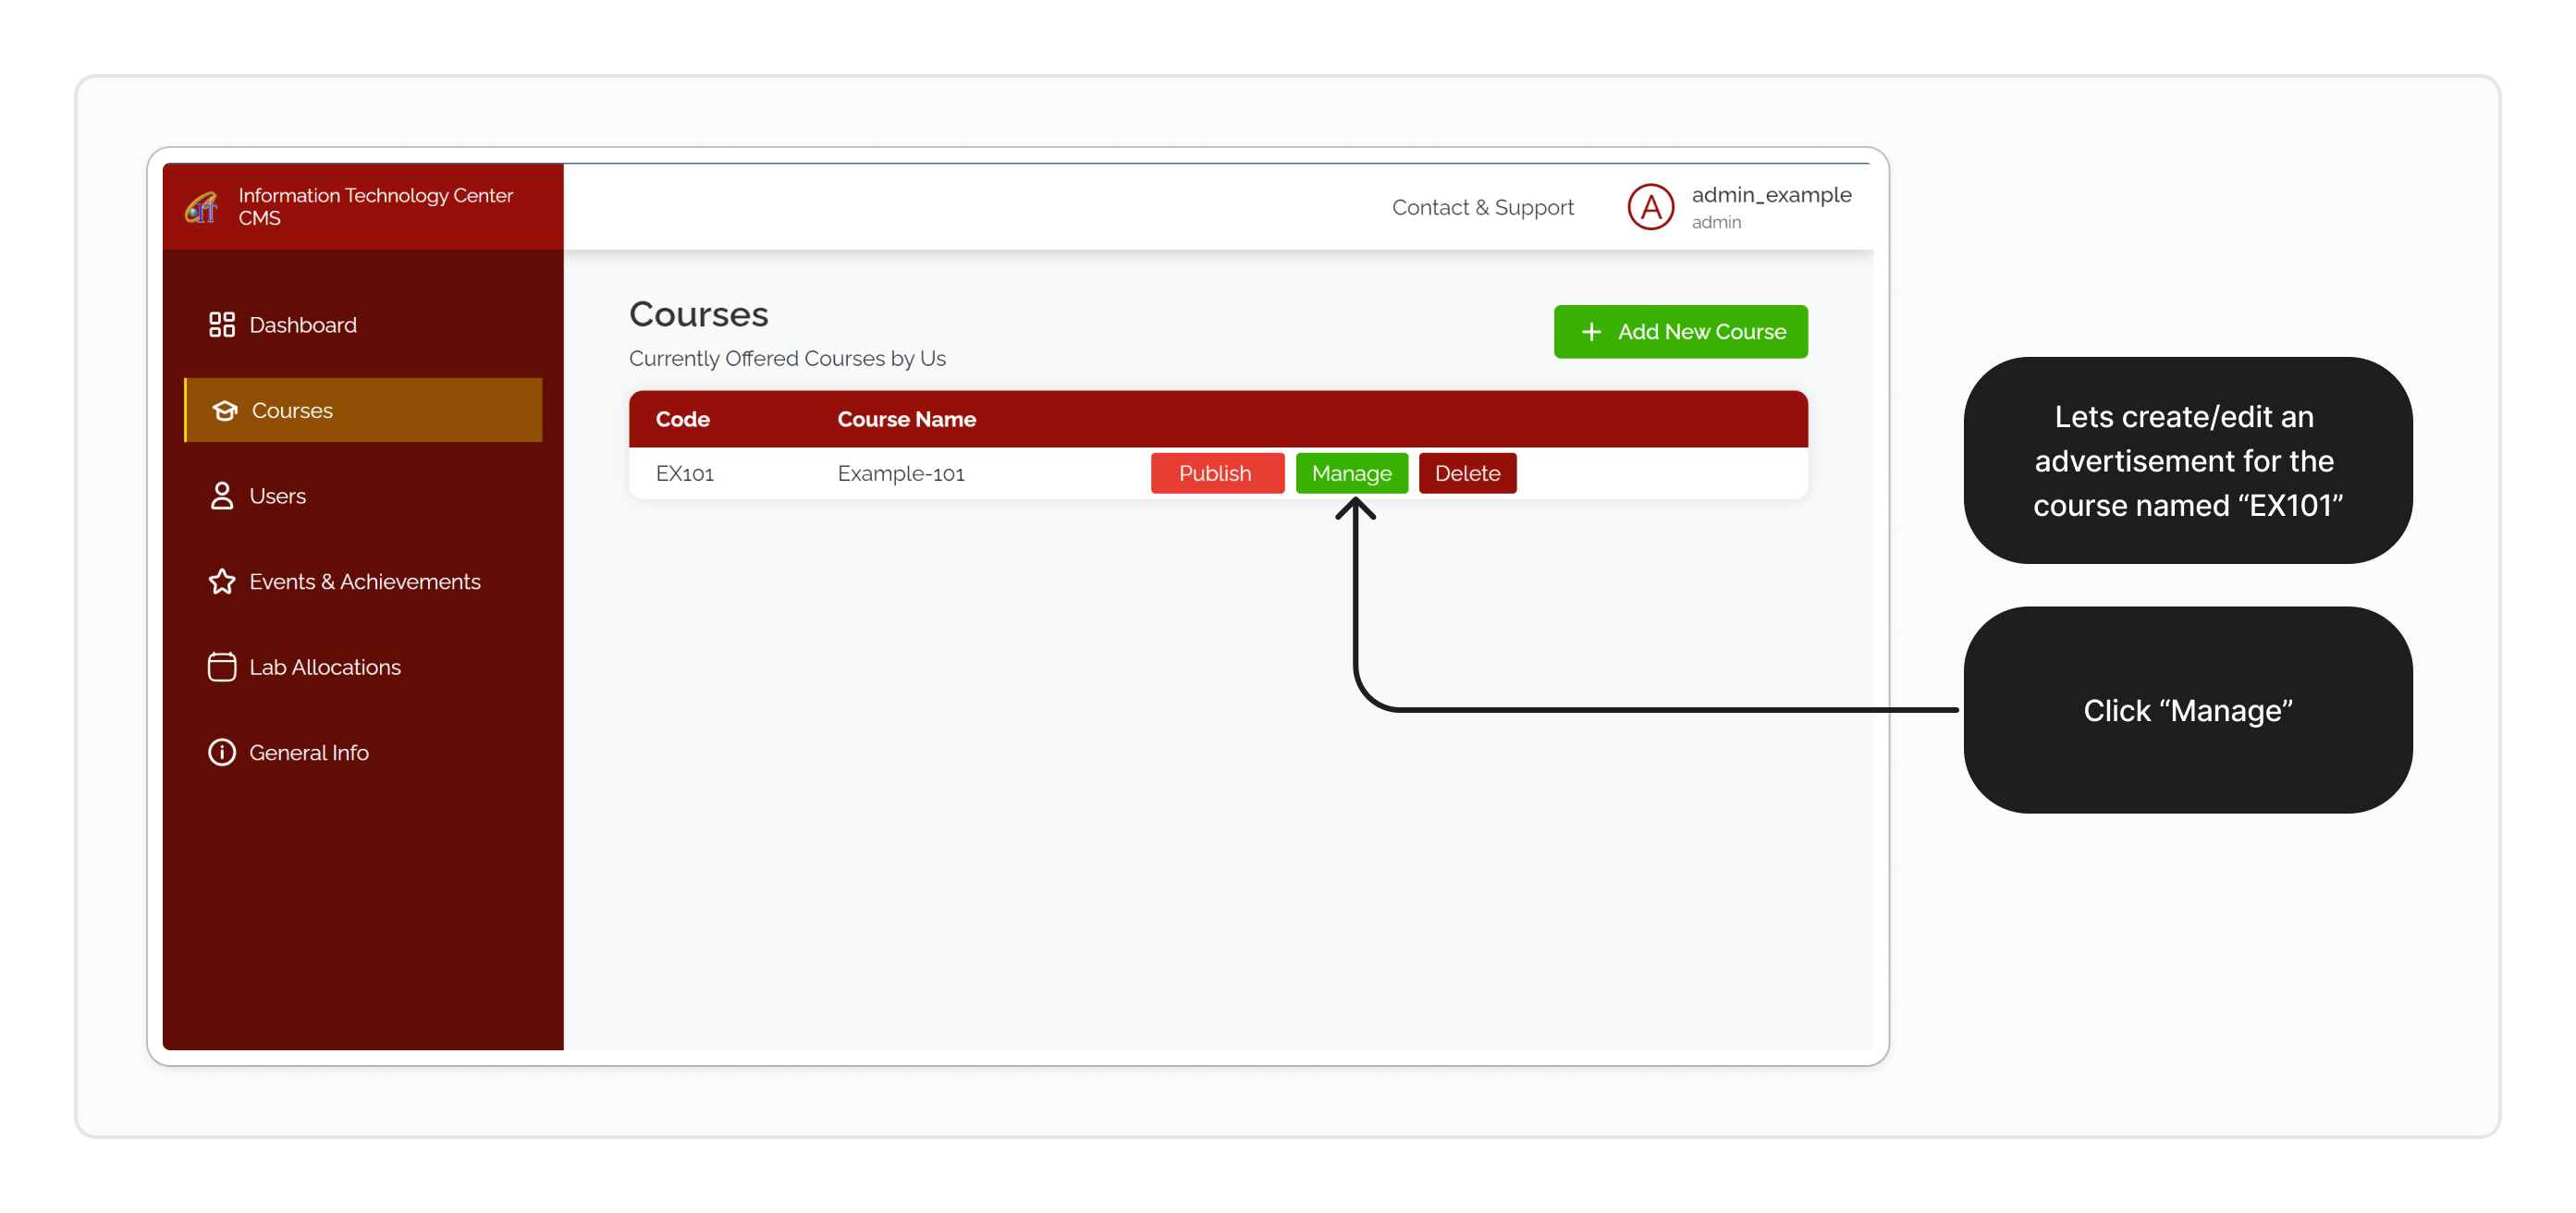 Information Technology Center
CMS
Contact & Support
A
admin_example
admin
Dashboard
Courses
Users
Events & Achievements
Lab Allocations
General Info
Courses
Currently Offered Courses by Us
+ Add New Course
Code Course Name
EX101 Example-101 Publish Manage Delete
Lets create/edit an
advertisement for the
course named “EX101”
Click “Manage”